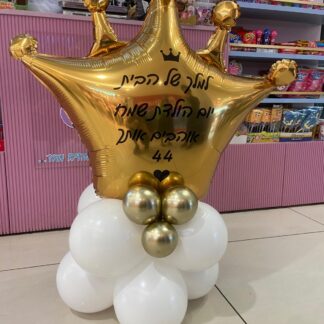 למלך של הבית
יום הולדת שמח
אוהבים אותך
44